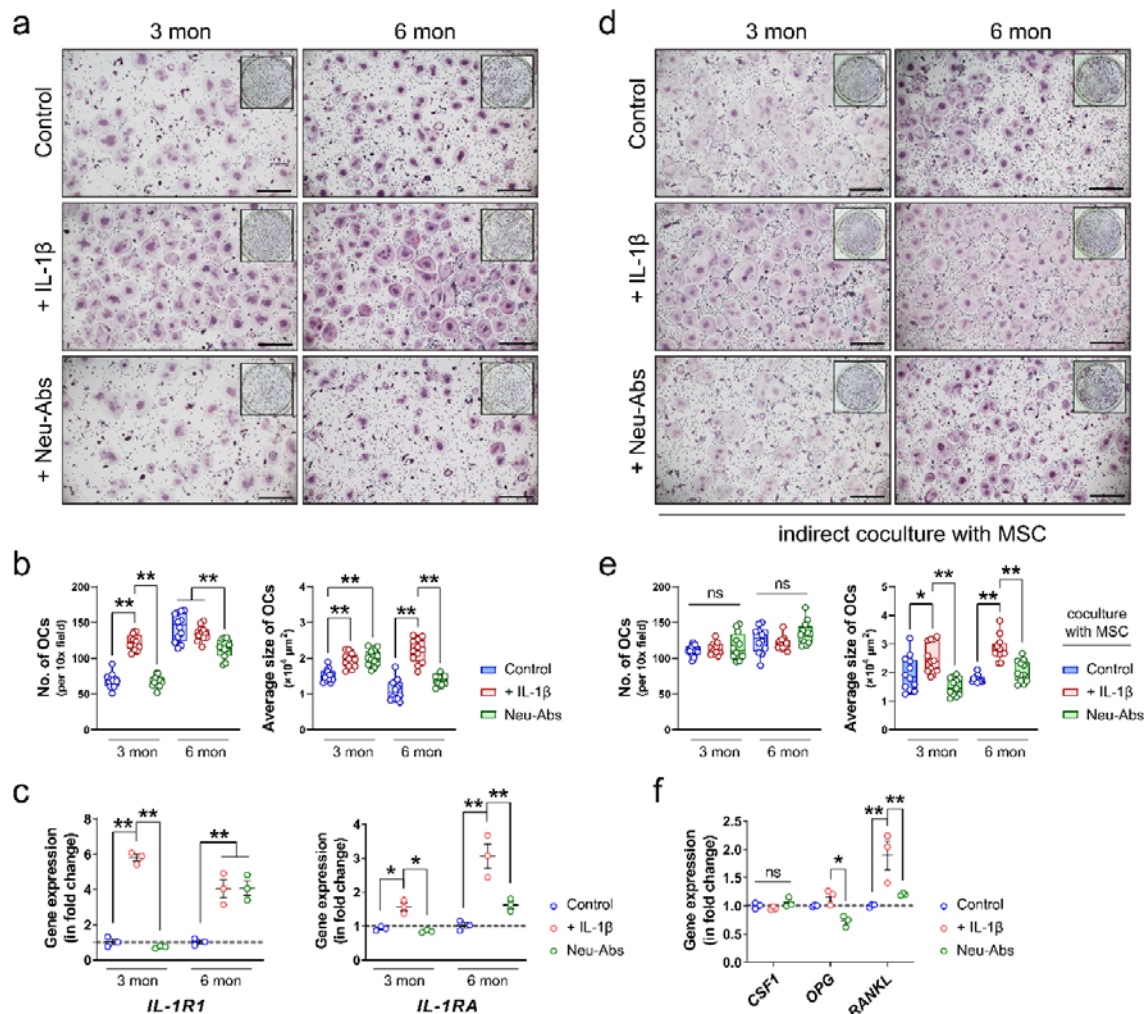 a
3 mon
6 mon
Control
+ IL-1β
+ Neu-Abs
d
3 mon
6 mon
Control
+ IL-1β
+ Neu-Abs
indirect coculture with MSC
b
No. of OCs
(per 10x field)
200
150
100
50
0
**
**
**
3 mon
6 mon
Average size of OCs
(×10⁴ μm²)
4
3
2
1
0
**
**
**
**
3 mon
6 mon
Control
+ IL-1β
Neu-Abs
e
No. of OCs
(per 10x field)
200
150
100
50
0
ns
ns
3 mon
6 mon
Average size of OCs
(×10⁴ μm²)
5
4
3
2
1
0
*
**
**
**
3 mon
6 mon
coculture
with MSC
Control
+ IL-1β
Neu-Abs
c
Gene expression
(in fold change)
8
6
4
2
0
**
**
**
3 mon
6 mon
IL-1R1
Gene expression
(in fold change)
4
3
2
1
0
*
*
**
**
3 mon
6 mon
IL-1RA
Control
+ IL-1β
Neu-Abs
f
Gene expression
(in fold change)
2.5
2.0
1.5
1.0
0.5
0.0
ns
*
**
**
CSF1
OPG
RANKL
Control
+ IL-1β
Neu-Abs